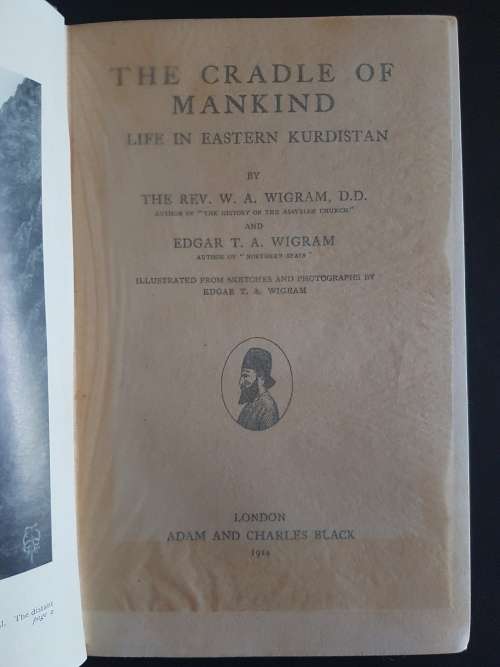 THE CRADLE OF
MANKIND
LIFE IN EASTERN KURDISTAN
BY
THE REV. W. A. WIGRAM, D.D.
AUTHOR OF "THE HISTORY OF THE ASSYRIAN CHURCH"
AND
EDGAR T. A. WIGRAM
AUTHOR OF "NORTHERN SPAIN"
ILLUSTRATED FROM SKETCHES AND PHOTOGRAPHS BY
EDGAR T. A. WIGRAM
LONDON
ADAM AND CHARLES BLACK
1914
The distant
page 2